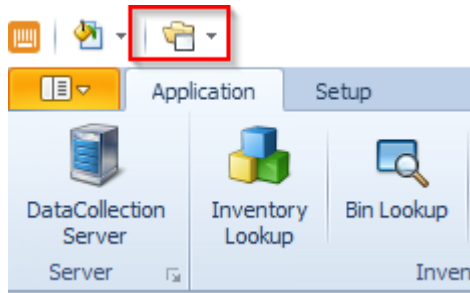 Application Setup
DataCollection Inventory Bin Lookup
Server Lookup
Server Inven